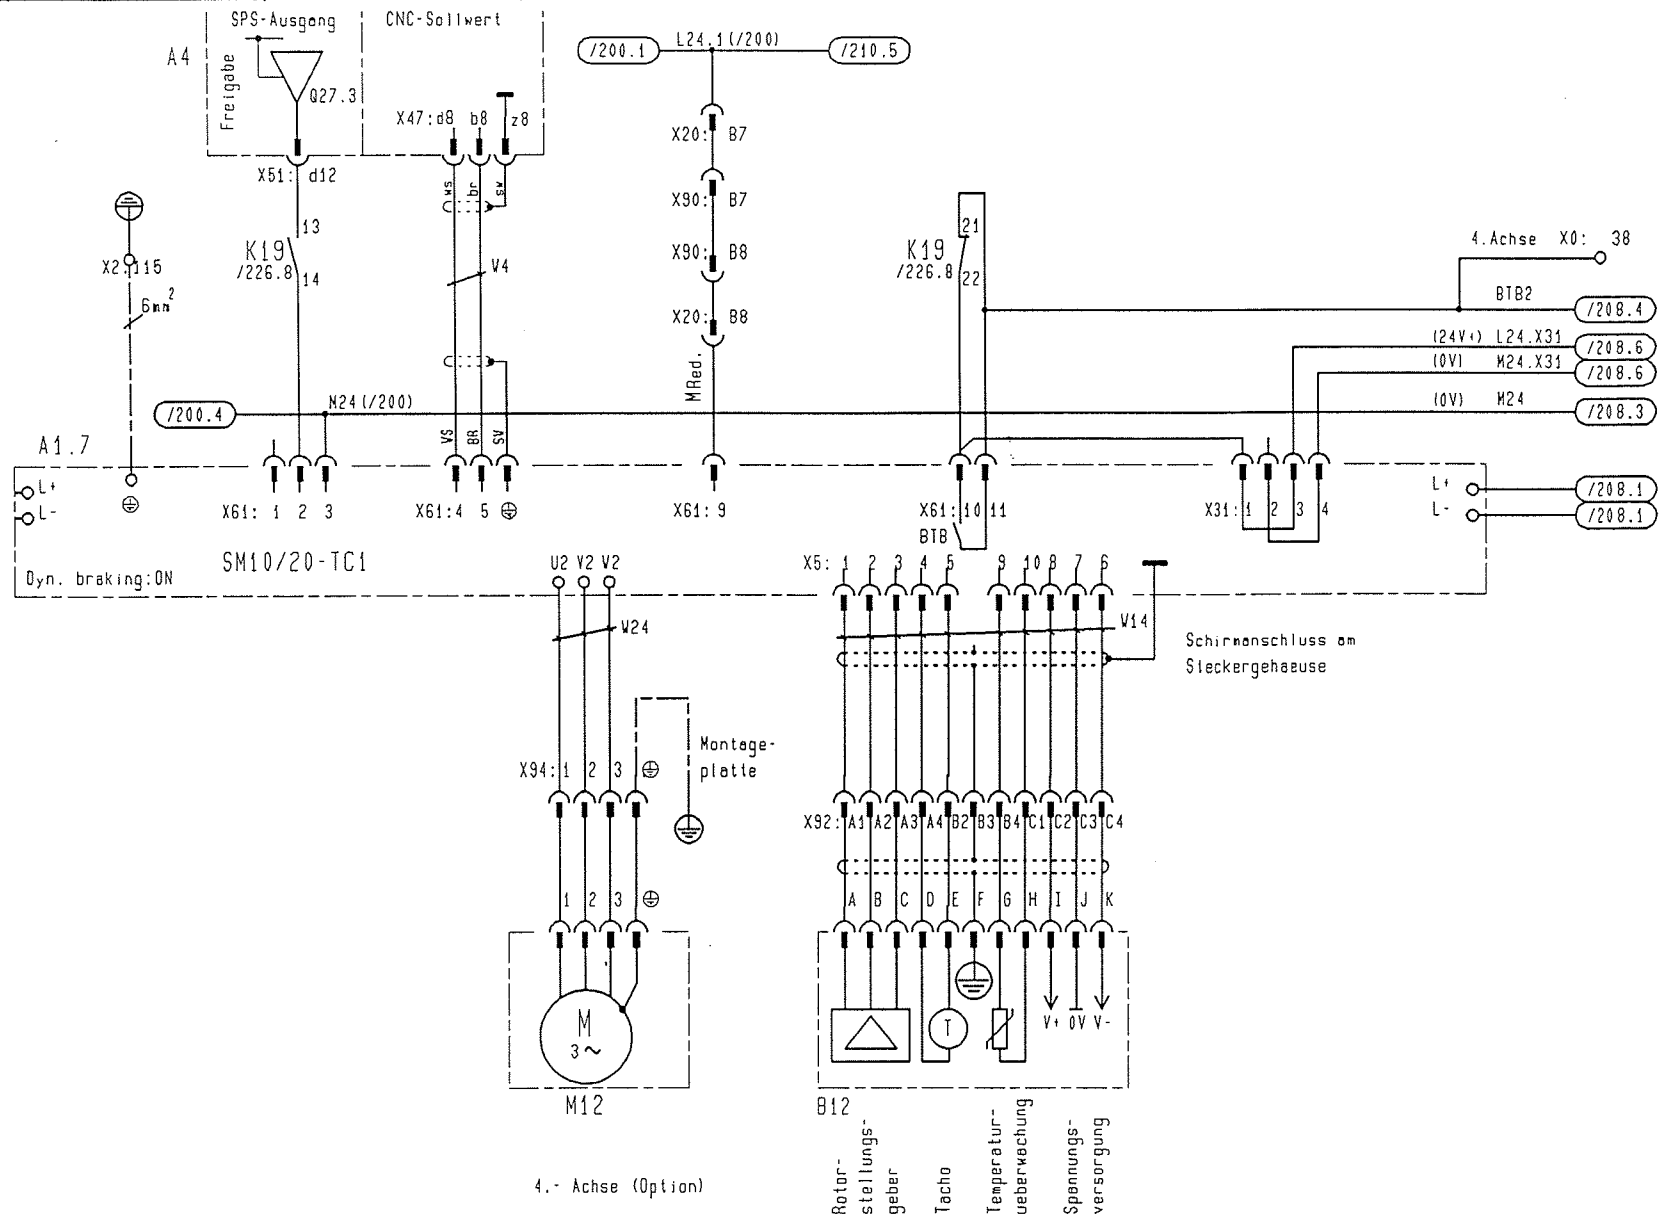 SPS-Ausgang
CNC-Sollwert
A4
Freigabe
Q27.3
X47:d8 b8 z8
X51: d12
ws br sw
/200.1
L24.1(/200)
/210.5
X20: B7
X90: B7
X90: B8
X20: B8
MRed.
X2.115
6mm²
K19
/226.8
13
14
W4
K19
/226.8
21
22
4.Achse X0: 38
BTB2
/208.4
(24V+) L24.X31
/208.6
(0V) M24.X31
/208.6
/200.4
M24(/200)
(0V) M24
/208.3
A1.7
WS BR SW
L+
L-
X61: 1 2 3
X61:4 5
X61:9
X61:10 11
BTB
X31:1 2 3 4
L+
/208.1
L-
/208.1
SM10/20-TC1
Dyn. braking:ON
U2 V2 W2
X5: 1 2 3 4 5 9 10 8 7 6
W24
W14
Schirmanschluss am
Steckergehaeuse
Montage-
platte
X94:1 2 3
X92:A1 A2 A3 A4 B2 B3 B4 C1 C2 C3 C4
1 2 3
A B C D E F G H I J K
M
3~
T
V+ 0V V-
M12
B12
Rotor-
stellungs-
geber
Tacho
Temperatur-
ueberwachung
Spannungs-
versorgung
4.- Achse (Option)